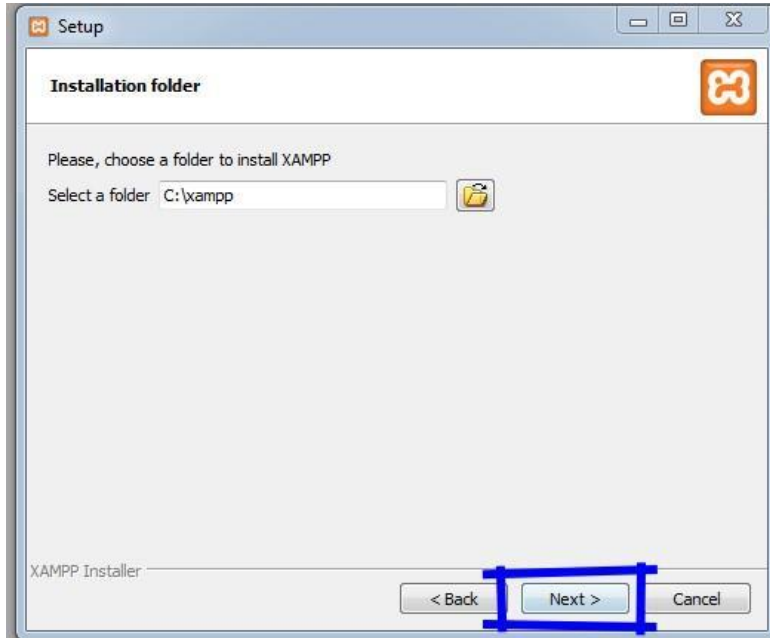 Setup
Installation folder
Please, choose a folder to install XAMPP
Select a folder C:\xampp
XAMPP Installer
< Back Next > Cancel